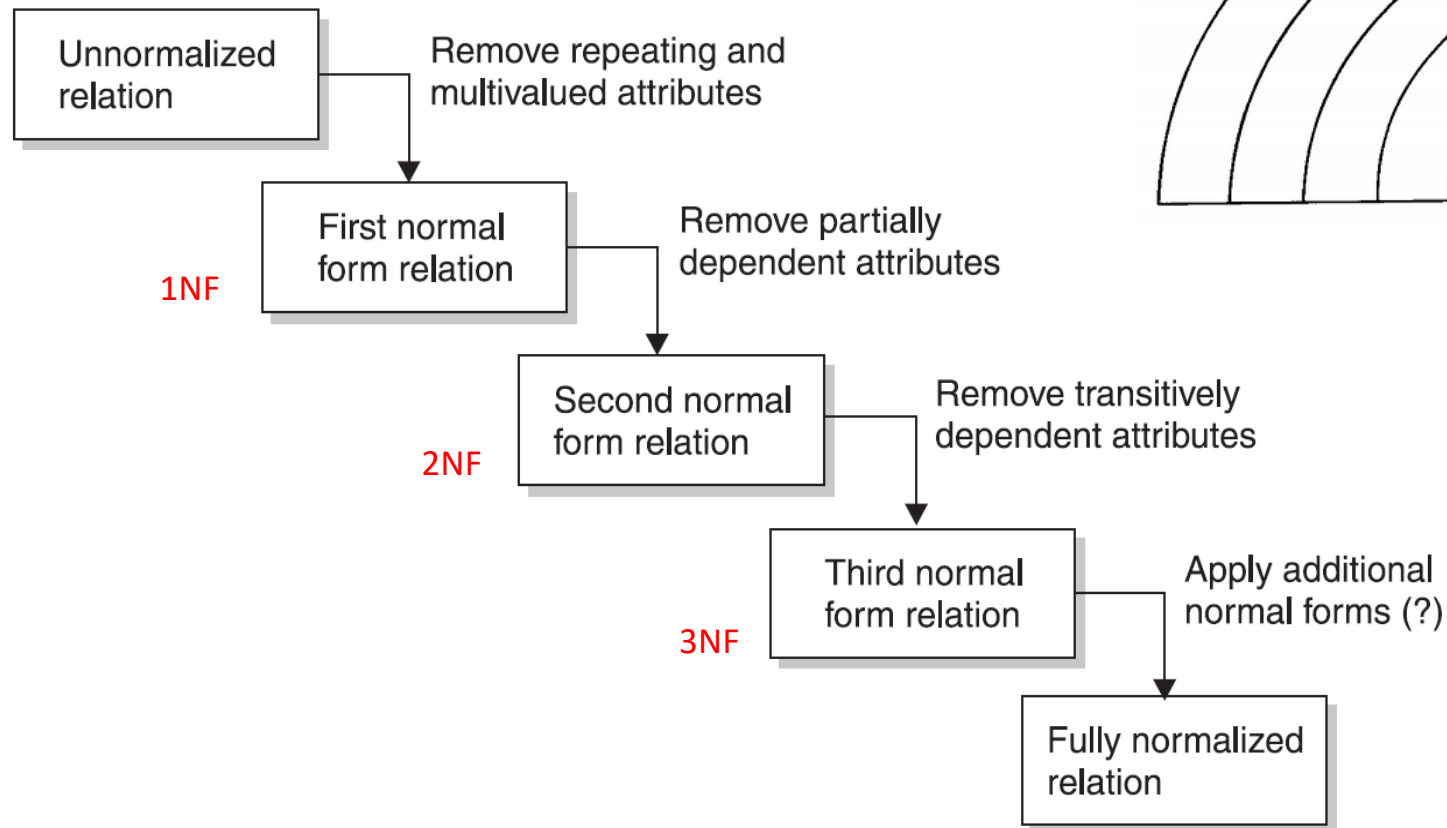 Unnormalized
relation
Remove repeating and
multivalued attributes
First normal
form relation
1NF
Remove partially
dependent attributes
Second normal
form relation
2NF
Remove transitively
dependent attributes
Third normal
form relation
3NF
Apply additional
normal forms (?)
Fully normalized
relation